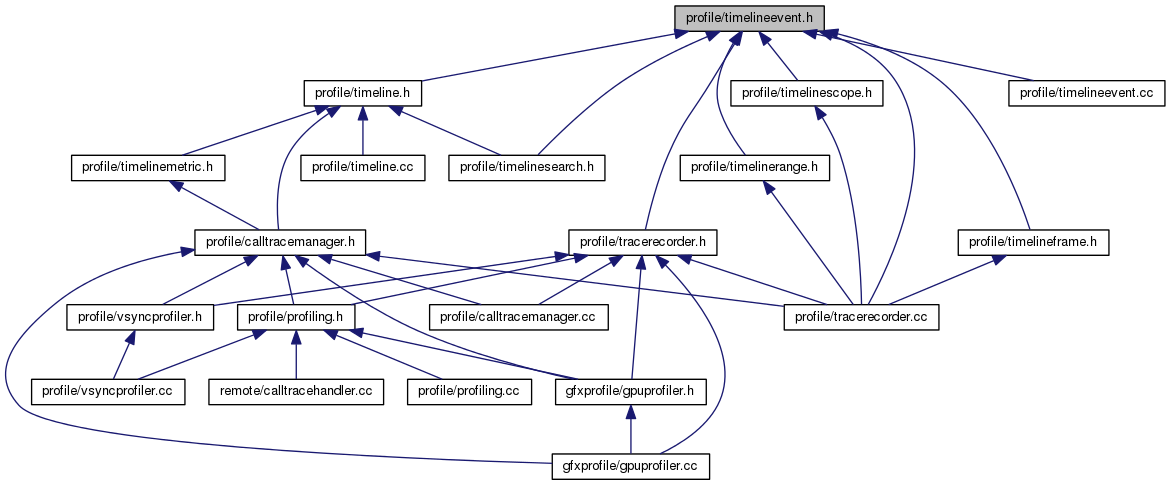 profile/timelineevent.h
profile/timeline.h
profile/timelinescope.h
profile/timelineevent.cc
profile/timelinemetric.h
profile/timeline.cc
profile/timelinesearch.h
profile/timelinerange.h
profile/calltracemanager.h
profile/tracerecorder.h
profile/timelineframe.h
profile/vsyncprofiler.h
profile/profiling.h
profile/calltracemanager.cc
profile/tracerecorder.cc
profile/vsyncprofiler.cc
remote/calltracehandler.cc
profile/profiling.cc
gfxprofile/gpuprofiler.h
gfxprofile/gpuprofiler.cc